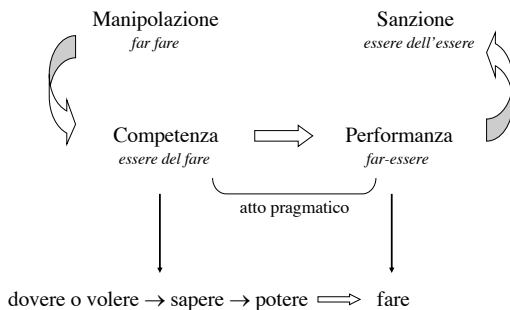 Manipolazione Sanzione
far fare essere dell'essere
Competenza Performanza
essere del fare far-essere
atto pragmatico
dovere o volere → sapere → potere ⇨ fare